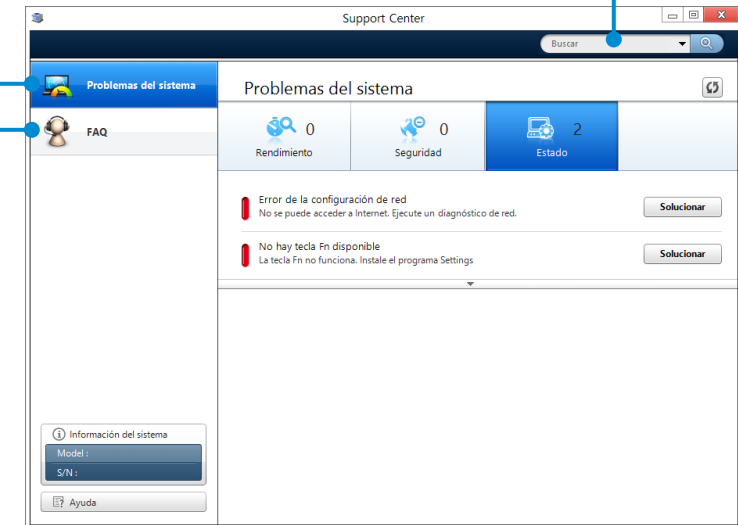 Support Center
Buscar
Problemas del sistema
FAQ
Problemas del sistema
0
Rendimiento
0
Seguridad
2
Estado
Error de la configuración de red
No se puede acceder a Internet. Ejecute un diagnóstico de red.
Solucionar
No hay tecla Fn disponible
La tecla Fn no funciona. Instale el programa Settings
Solucionar
Información del sistema
Model :
S/N :
Ayuda